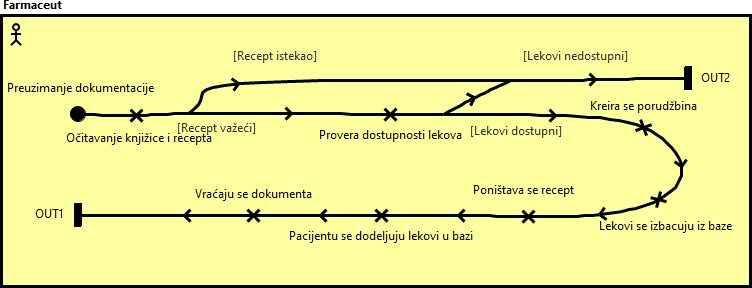 Farmaceut
[Recept istekao]
[Lekovi nedostupni]
Preuzimanje dokumentacije
OUT2
Kreira se porudžbina
Očitavanje knjižice i recepta
[Recept važeći]
Provera dostupnosti lekova
[Lekovi dostupni]
Vraćaju se dokumenta
Poništava se recept
OUT1
Pacijentu se dodeljuju lekovi u bazi
Lekovi se izbacuju iz baze